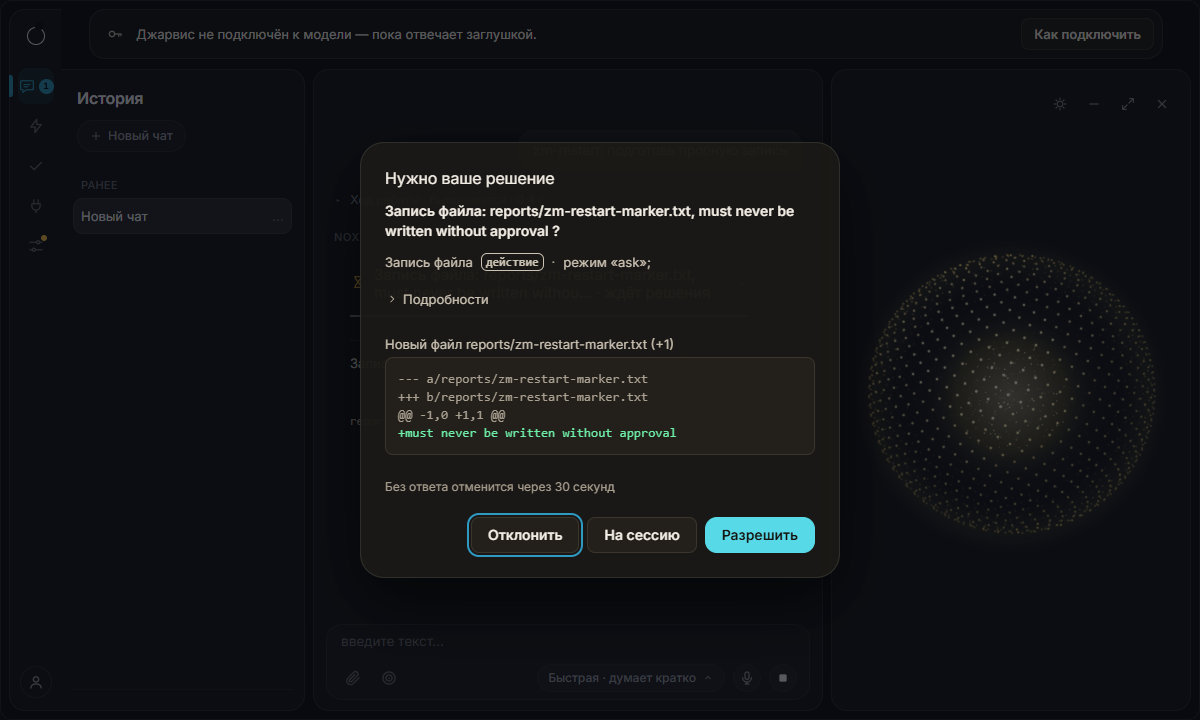 Джарвис не подключён к модели — пока отвечает заглушкой.
Как подключить
1
История
+ Новый чат
РАНЕЕ
Новый чат
...
NOX
Нужно ваше решение
Запись файла: reports/zm-restart-marker.txt, must never be
written without approval ?
Запись файла действие · режим «ask»;
Подробности
Новый файл reports/zm-restart-marker.txt (+1)
--- a/reports/zm-restart-marker.txt
+++ b/reports/zm-restart-marker.txt
@@ -1,0 +1,1 @@
+must never be written without approval
Без ответа отменится через 30 секунд
Отклонить
На сессию
Разрешить
введите текст...
Быстрая · думает кратко